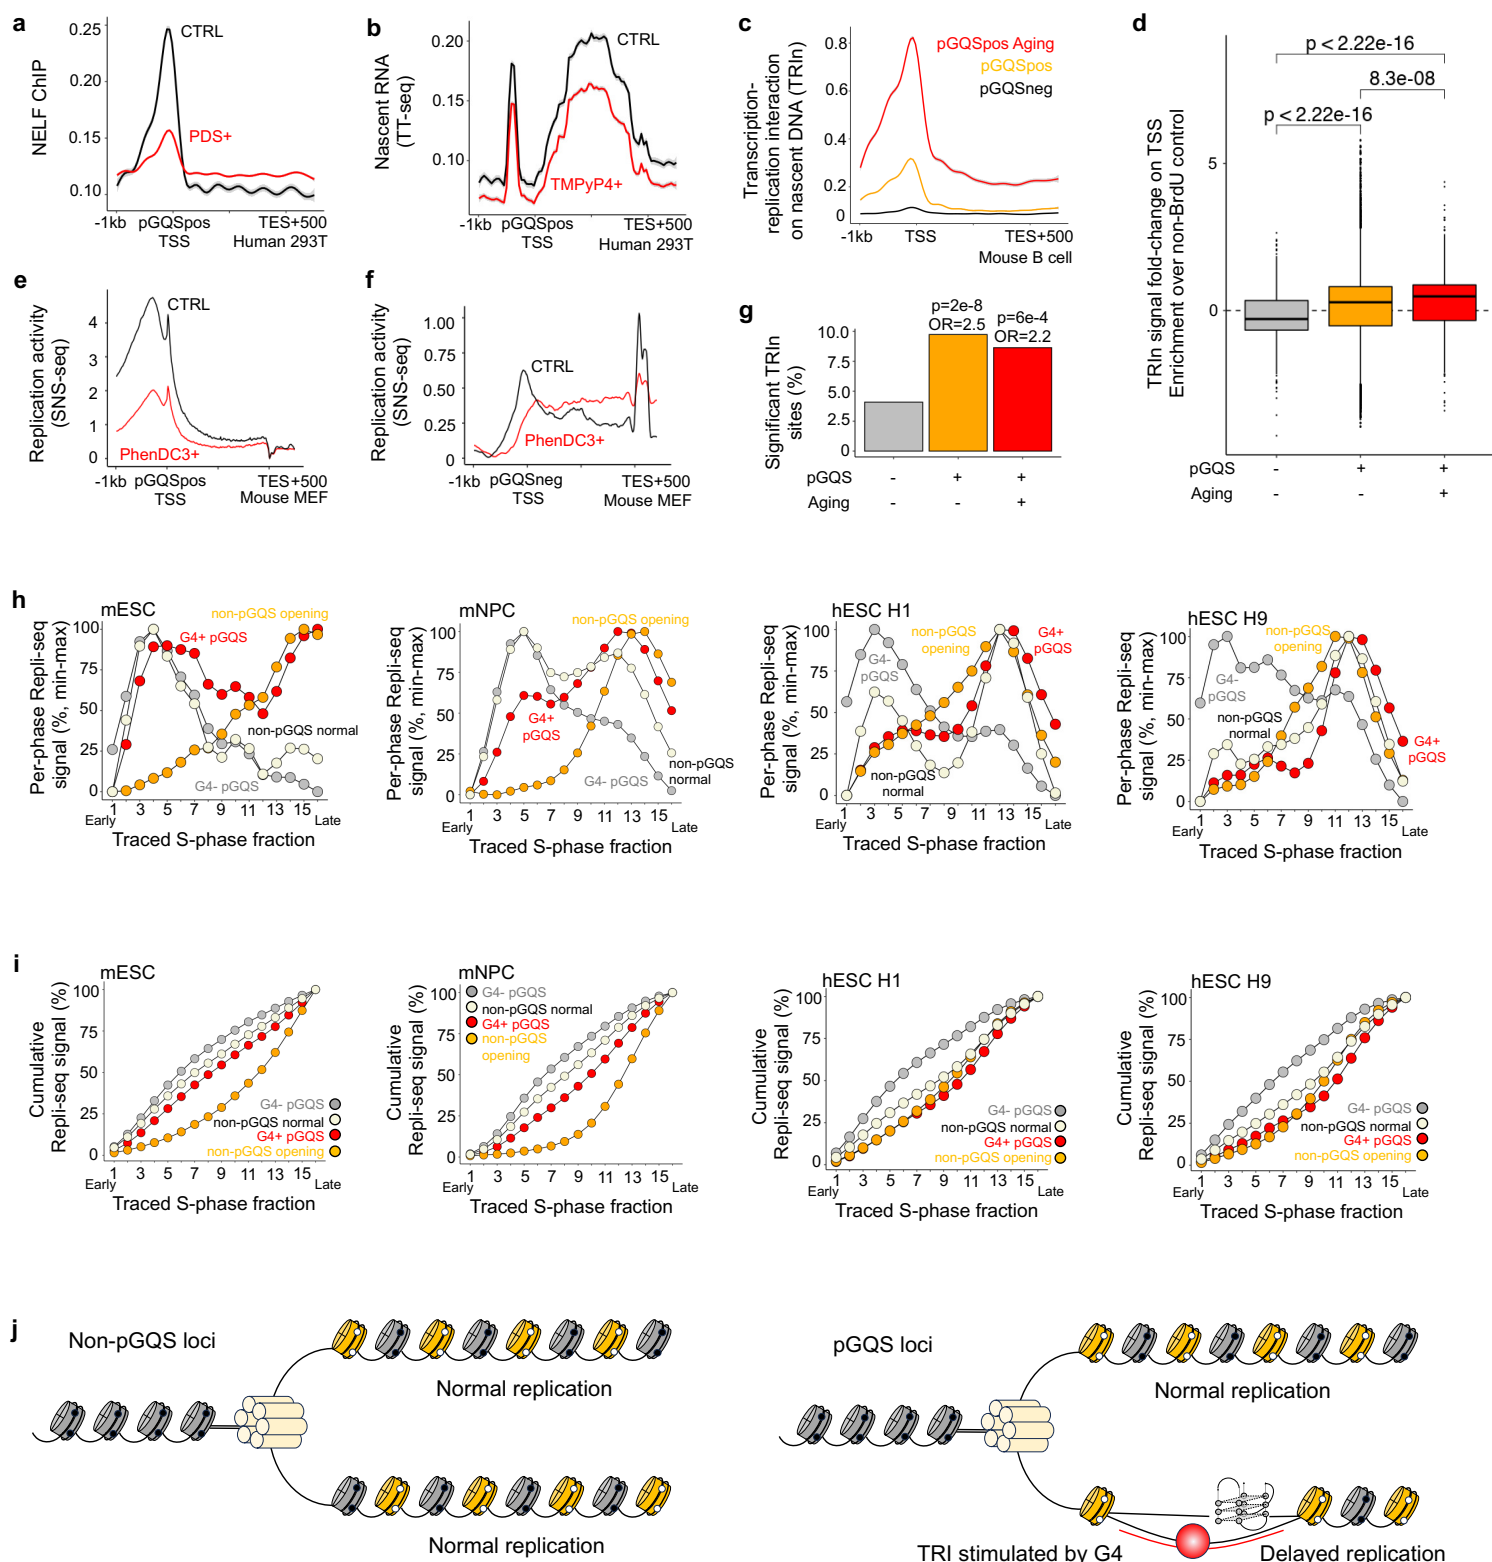 a
NELF ChIP
0.25
0.20
0.15
0.10
CTRL
PDS+
-1kb
pGQSpos
TSS
TES+500
Human 293T
b
Nascent RNA
(TT-seq)
0.20
0.15
0.10
CTRL
TMPyP4+
-1kb
pGQSpos
TSS
TES+500
Human 293T
c
Transcription-
replication interaction
on nascent DNA (TRIn)
0.8
0.6
0.4
0.2
0
pGQSpos Aging
pGQSpos
pGQSneg
-1kb
TSS
TES+500
Mouse B cell
d
TRIn signal fold-change on TSS
Enrichment over non-BrdU control
5
0
p < 2.22e-16
8.3e-08
p < 2.22e-16
pGQS - + +
Aging - - +
e
Replication activity
(SNS-seq)
4
3
2
1
0
CTRL
PhenDC3+
-1kb
pGQSpos
TSS
TES+500
Mouse MEF
f
Replication activity
(SNS-seq)
1.00
0.75
0.50
0.25
0
CTRL
PhenDC3+
-1kb
pGQSneg
TSS
TES+500
Mouse MEF
g
Significant TRIn
sites (%)
10.0
7.5
5.0
2.5
0
p=2e-8
OR=2.5
p=6e-4
OR=2.2
pGQS - + +
Aging - - +
h
mESC
Per-phase Repli-seq
signal (%, min-max)
100
75
50
25
0
non-pGQS opening
G4+ pGQS
non-pGQS normal
G4- pGQS
1 3 5 7 9 11 13 15
Early Late
Traced S-phase fraction
mNPC
Per-phase Repli-seq
signal (%, min-max)
100
75
50
25
0
non-pGQS opening
G4+
pGQS
non-pGQS
normal
G4- pGQS
1 3 5 7 9 11 13 15
Early Late
Traced S-phase fraction
hESC H1
Per-phase Repli-seq
signal (%, min-max)
100
75
50
25
0
non-pGQS
opening
G4+
pGQS
G4-
pGQS
non-pGQS
normal
1 3 5 7 9 11 13 15
Early Late
Traced S-phase fraction
hESC H9
Per-phase Repli-seq
signal (%, min-max)
100
75
50
25
0
non-pGQS
opening
G4-
pGQS
non-pGQS
normal
G4+
pGQS
1 3 5 7 9 11 13 15
Early Late
Traced S-phase fraction
i
mESC
Cumulative
Repli-seq signal (%)
100
75
50
25
0
G4- pGQS
non-pGQS normal
G4+ pGQS
non-pGQS opening
1 3 5 7 9 11 13 15
Early Late
Traced S-phase fraction
mNPC
Cumulative
Repli-seq signal (%)
100
75
50
25
0
G4- pGQS
non-pGQS normal
G4+ pGQS
non-pGQS
opening
1 3 5 7 9 11 13 15
Early Late
Traced S-phase fraction
hESC H1
Cumulative
Repli-seq signal (%)
100
75
50
25
0
G4- pGQS
non-pGQS normal
G4+ pGQS
non-pGQS opening
1 3 5 7 9 11 13 15
Early Late
Traced S-phase fraction
hESC H9
Cumulative
Repli-seq signal (%)
100
75
50
25
0
G4- pGQS
non-pGQS normal
G4+ pGQS
non-pGQS opening
1 3 5 7 9 11 13 15
Early Late
Traced S-phase fraction
j
Non-pGQS loci
Normal replication
Normal replication
pGQS loci
Normal replication
TRI stimulated by G4
Delayed replication